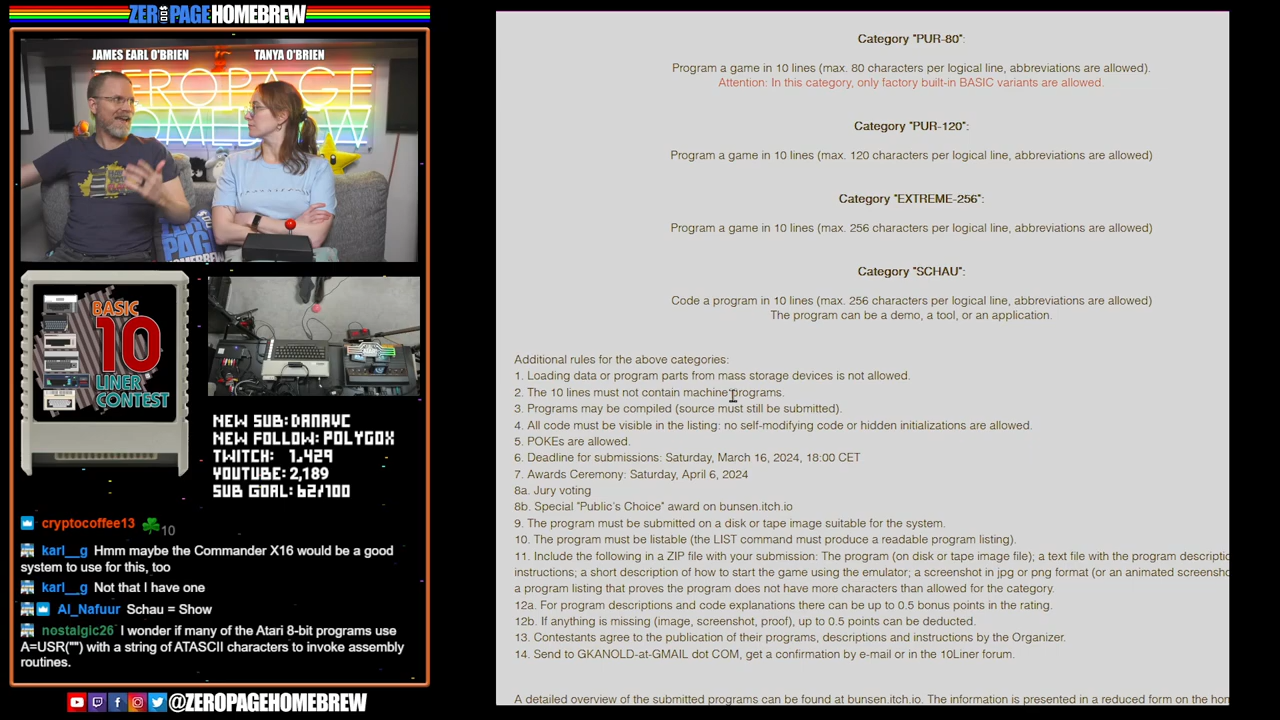 ZEROPAGE HOMEBREW
JAMES EARL O'BRIEN
TANYA O'BRIEN
ZEROPAGE
HOMEBREW
ZERO
PAGE
BASIC
10
LINER
CONTEST
NEW SUB: DANAVC
NEW FOLLOW: POLYGOX
TWITCH: 1,429
YOUTUBE: 2,189
SUB GOAL: 62/100
cryptocoffee13 10
karl__g Hmm maybe the Commander X16 would be a good
system to use for this, too
karl__g Not that I have one
Al_Nafuur Schau = Show
nostalgic26 I wonder if many of the Atari 8-bit programs use
A=USR("") with a string of ATASCII characters to invoke assembly
routines.
@ZEROPAGEHOMEBREW
Category "PUR-80":
Program a game in 10 lines (max. 80 characters per logical line, abbreviations are allowed).
Attention: In this category, only factory built-in BASIC variants are allowed.
Category "PUR-120":
Program a game in 10 lines (max. 120 characters per logical line, abbreviations are allowed)
Category "EXTREME-256":
Program a game in 10 lines (max. 256 characters per logical line, abbreviations are allowed)
Category "SCHAU":
Code a program in 10 lines (max. 256 characters per logical line, abbreviations are allowed)
The program can be a demo, a tool, or an application.
Additional rules for the above categories:
1. Loading data or program parts from mass storage devices is not allowed.
2. The 10 lines must not contain machine programs.
3. Programs may be compiled (source must still be submitted).
4. All code must be visible in the listing: no self-modifying code or hidden initializations are allowed.
5. POKEs are allowed.
6. Deadline for submissions: Saturday, March 16, 2024, 18:00 CET
7. Awards Ceremony: Saturday, April 6, 2024
8a. Jury voting
8b. Special "Public's Choice" award on bunsen.itch.io
9. The program must be submitted on a disk or tape image suitable for the system.
10. The program must be listable (the LIST command must produce a readable program listing).
11. Include the following in a ZIP file with your submission: The program (on disk or tape image file); a text file with the program descriptio
instructions; a short description of how to start the game using the emulator; a screenshot in jpg or png format (or an animated screensho
a program listing that proves the program does not have more characters than allowed for the category.
12a. For program descriptions and code explanations there can be up to 0.5 bonus points in the rating.
12b. If anything is missing (image, screenshot, proof), up to 0.5 points can be deducted.
13. Contestants agree to the publication of their programs, descriptions and instructions by the Organizer.
14. Send to GKANOLD-at-GMAIL dot COM, get a confirmation by e-mail or in the 10Liner forum.
A detailed overview of the submitted programs can be found at bunsen.itch.io. The information is presented in a reduced form on the hon